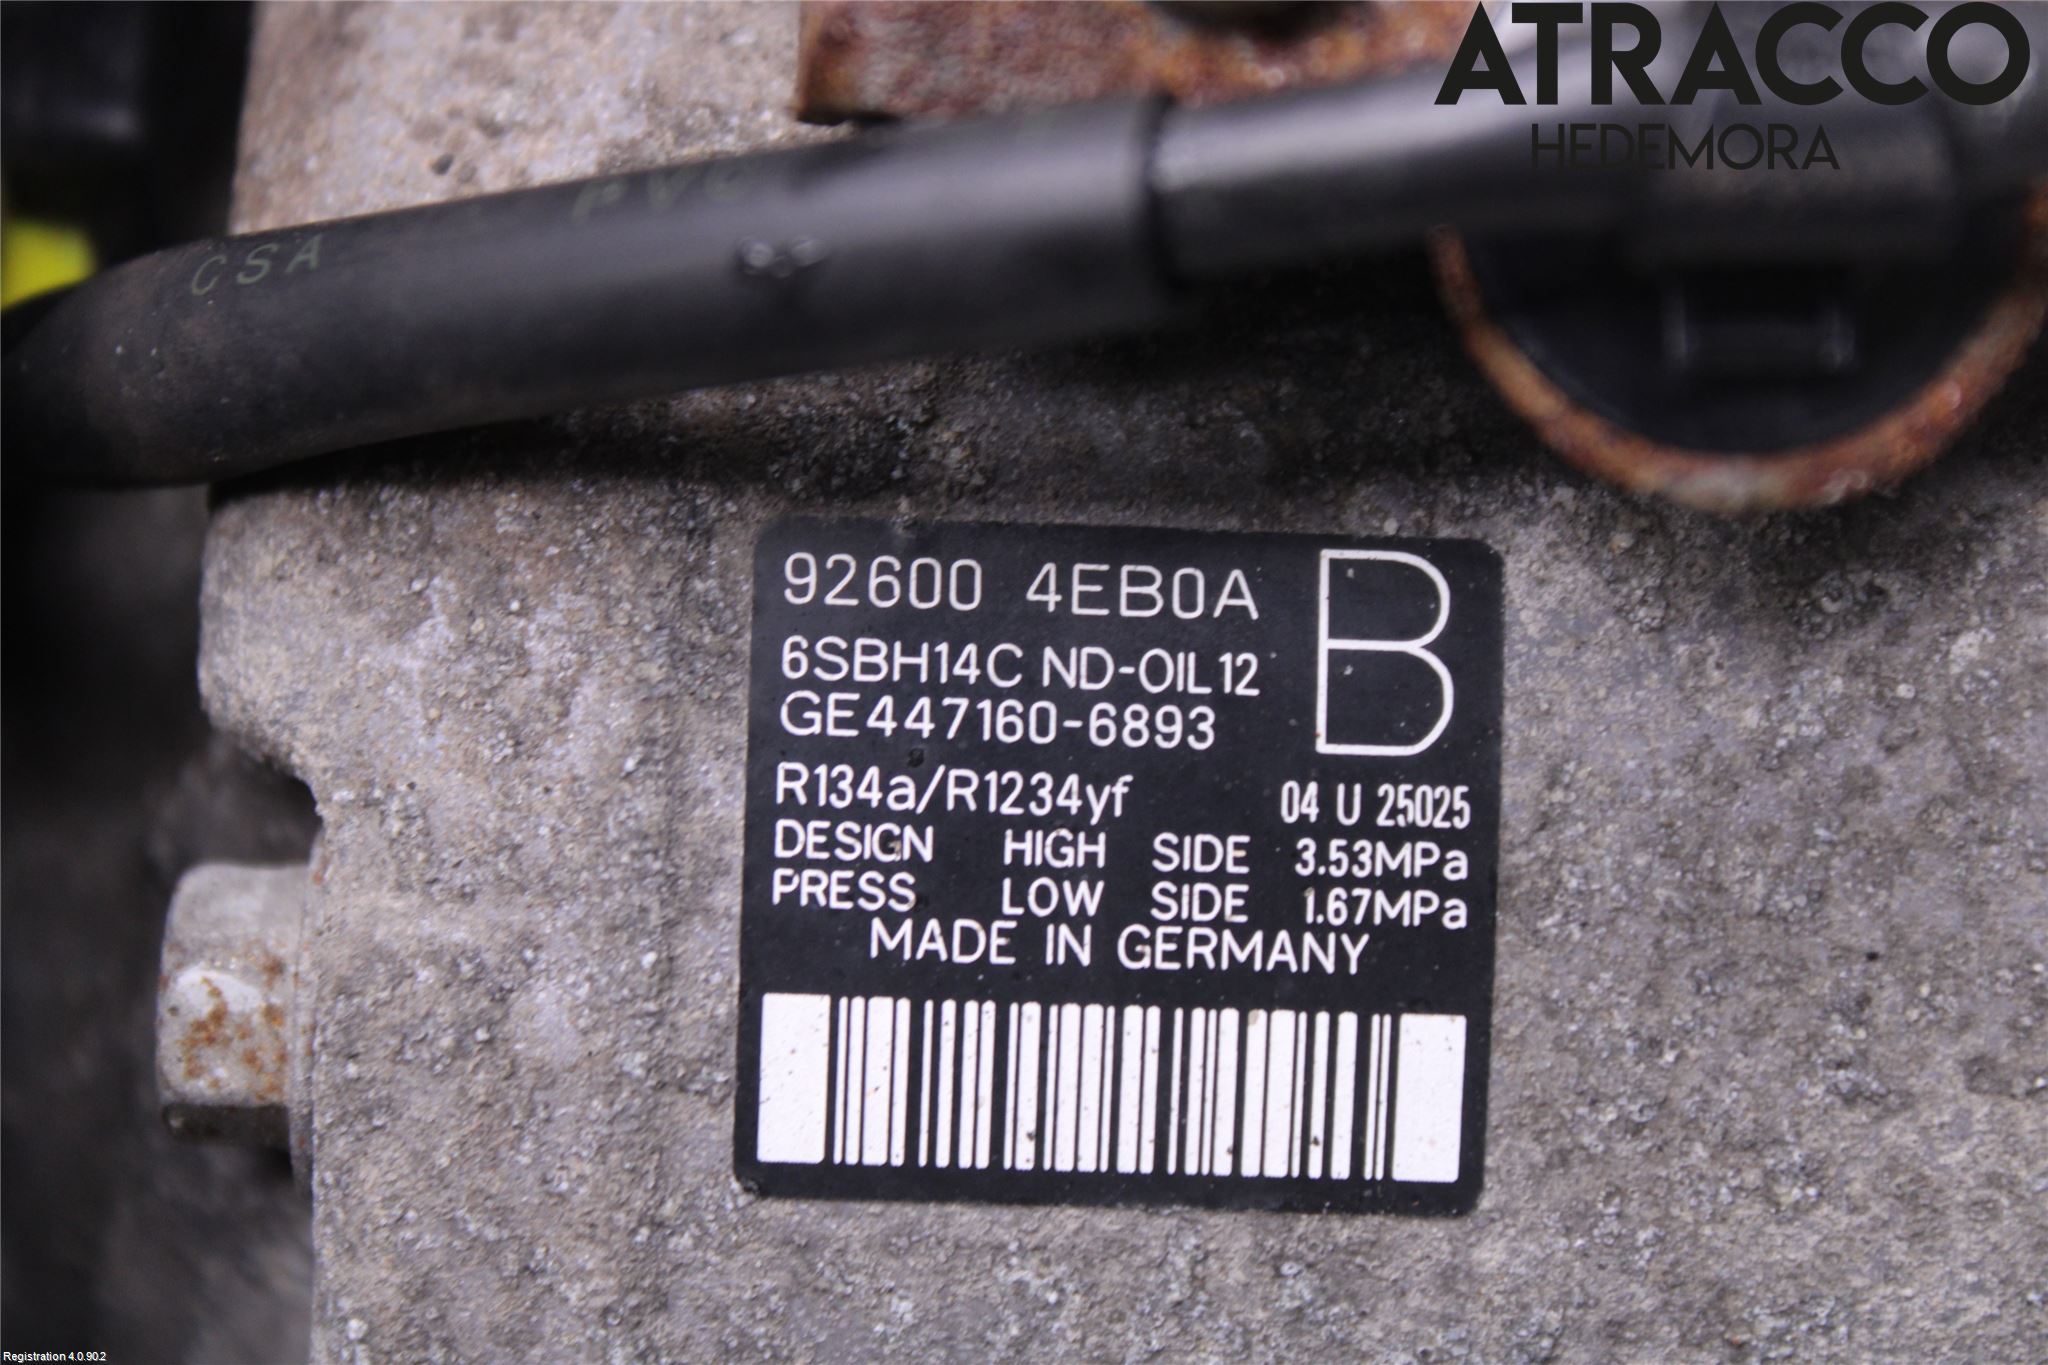 ATRACCO
HEDEMORA
CSA PVC
92600 4EB0A B
6SBH14C ND-OIL12
GE447160-6893
R134a/R1234yf 04 U 25025
DESIGN HIGH SIDE 3.53MPa
PRESS LOW SIDE 1.67MPa
MADE IN GERMANY
Registration 4.0.90.2